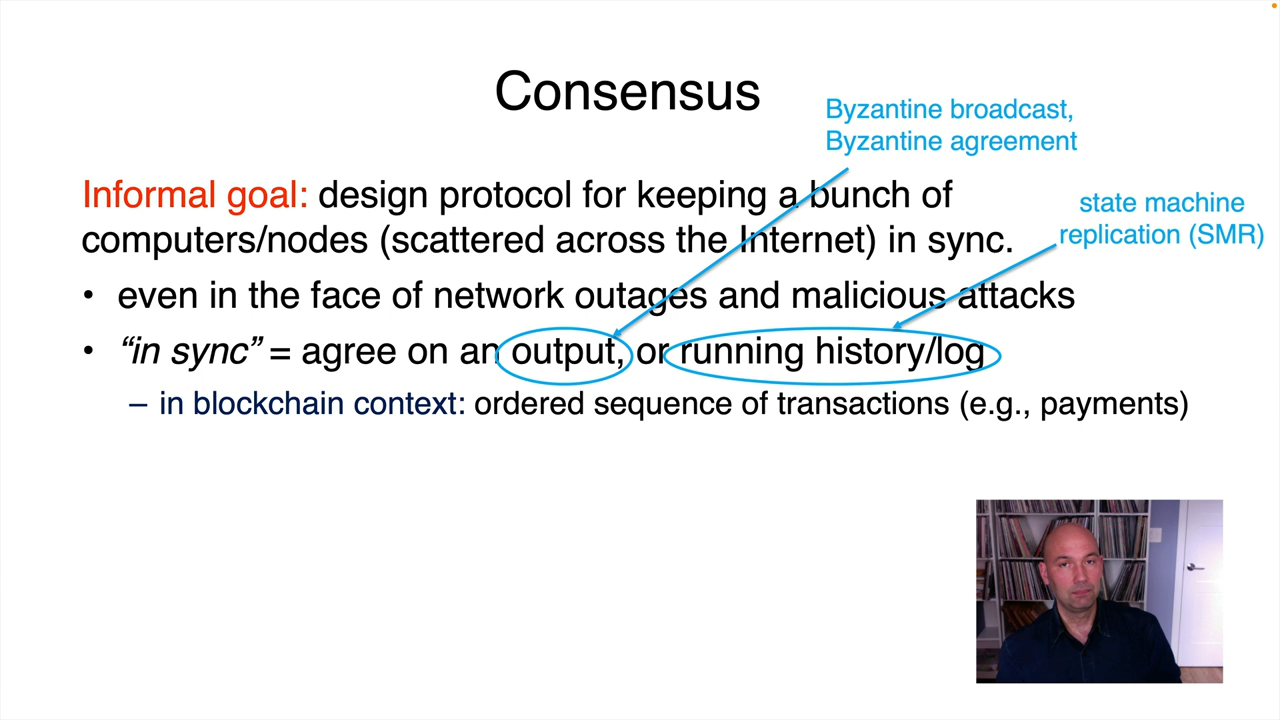 Consensus
Byzantine broadcast,
Byzantine agreement
Informal goal: design protocol for keeping a bunch of
state machine
replication (SMR)
computers/nodes (scattered across the Internet) in sync.
• even in the face of network outages and malicious attacks
• “in sync” = agree on an output, or running history/log
– in blockchain context: ordered sequence of transactions (e.g., payments)